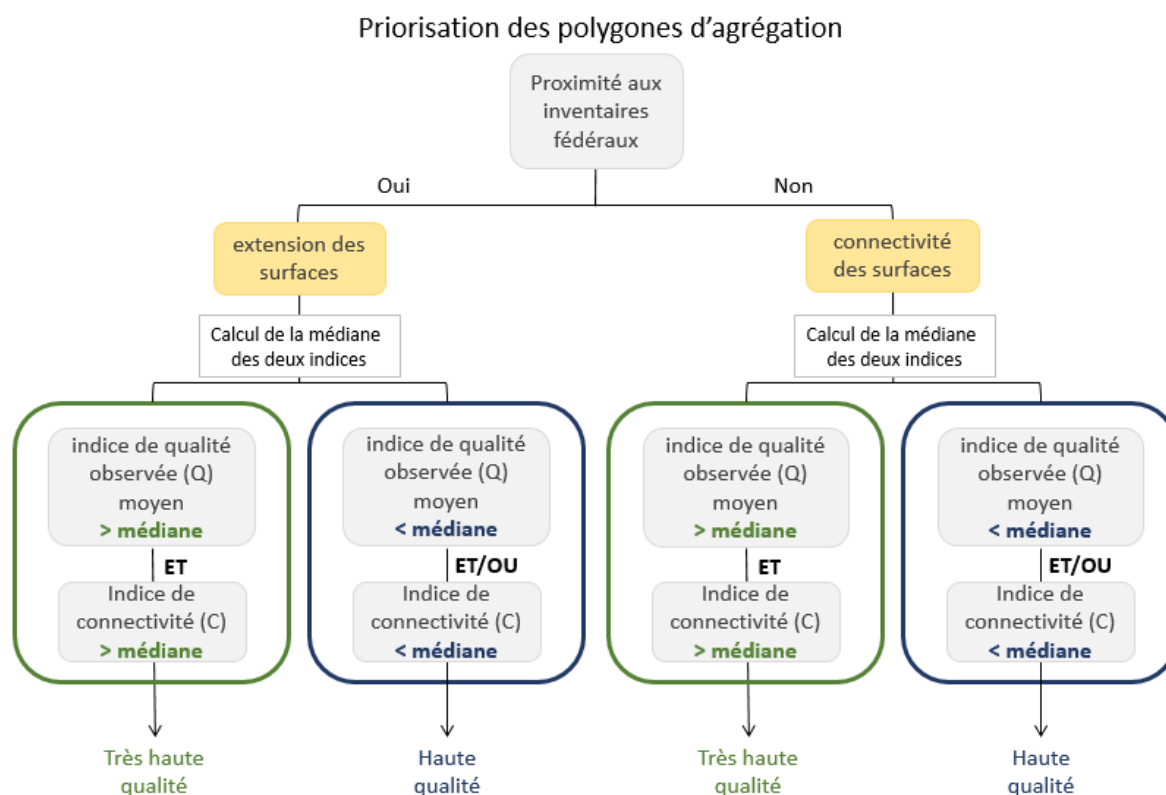 Priorisation des polygones d'agrégation
Proximité aux
inventaires
fédéraux
Oui
Non
extension des
surfaces
connectivité
des surfaces
Calcul de la médiane
des deux indices
Calcul de la médiane
des deux indices
indice de qualité
observée (Q)
moyen
> médiane
ET
Indice de
connectivité (C)
> médiane
indice de qualité
observée (Q)
moyen
< médiane
ET/OU
Indice de
connectivité (C)
< médiane
indice de qualité
observée (Q)
moyen
> médiane
ET
Indice de
connectivité (C)
> médiane
indice de qualité
observée (Q)
moyen
< médiane
ET/OU
Indice de
connectivité (C)
< médiane
Très haute
qualité
Haute
qualité
Très haute
qualité
Haute
qualité